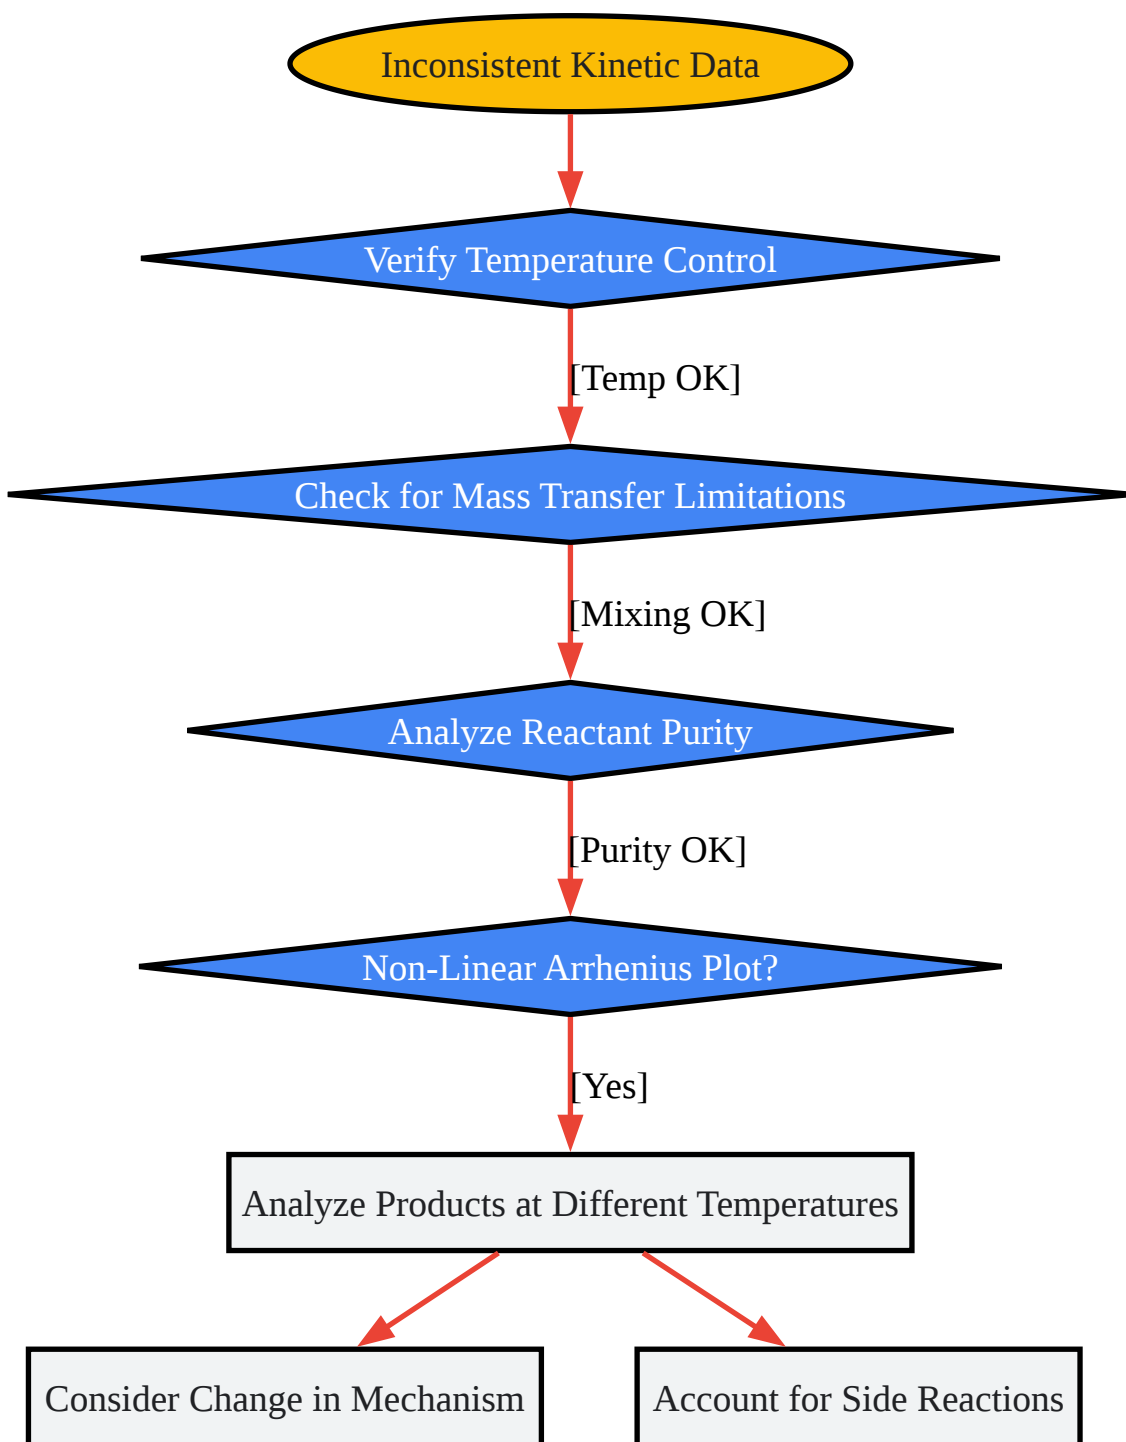 Inconsistent Kinetic Data
Verify Temperature Control
[Temp OK]
Check for Mass Transfer Limitations
[Mixing OK]
Analyze Reactant Purity
[Purity OK]
Non-Linear Arrhenius Plot?
[Yes]
Analyze Products at Different Temperatures
Consider Change in Mechanism
Account for Side Reactions